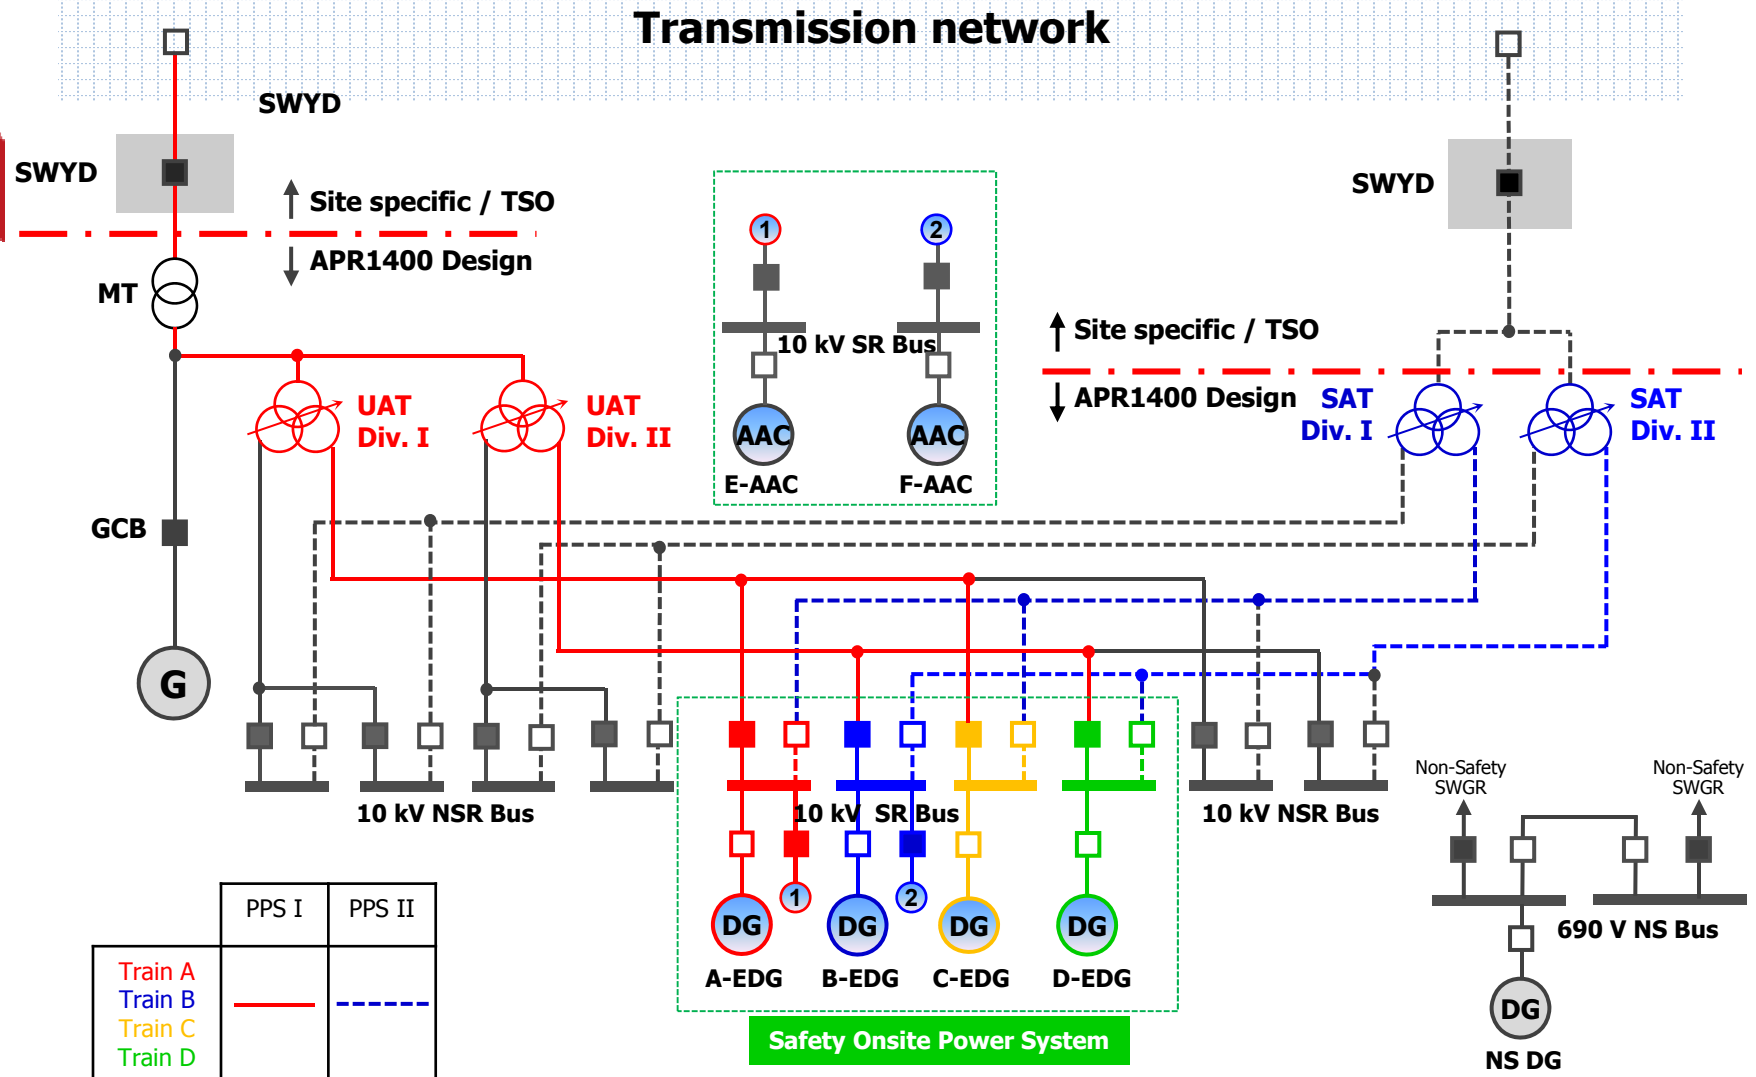 Transmission network
SWYD
SWYD
Site specific / TSO
APR1400 Design
MT
SWYD
1
2
10 kV SR Bus
AAC
AAC
E-AAC
F-AAC
Site specific / TSO
APR1400 Design
UAT
Div. I
UAT
Div. II
SAT
Div. I
SAT
Div. II
GCB
G
10 kV NSR Bus
10 kV SR Bus
10 kV NSR Bus
1
2
DG
DG
DG
DG
A-EDG
B-EDG
C-EDG
D-EDG
Safety Onsite Power System
Non-Safety
SWGR
Non-Safety
SWGR
690 V NS Bus
DG
NS DG
PPS I
PPS II
Train A
Train B
Train C
Train D